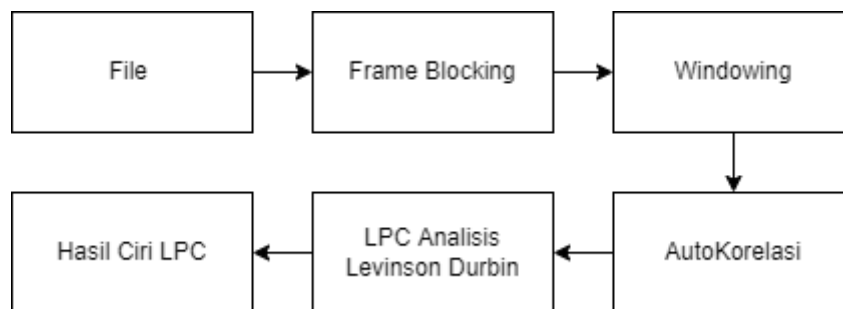 File
Frame Blocking
Windowing
AutoKorelasi
LPC Analisis
Levinson Durbin
Hasil Ciri LPC